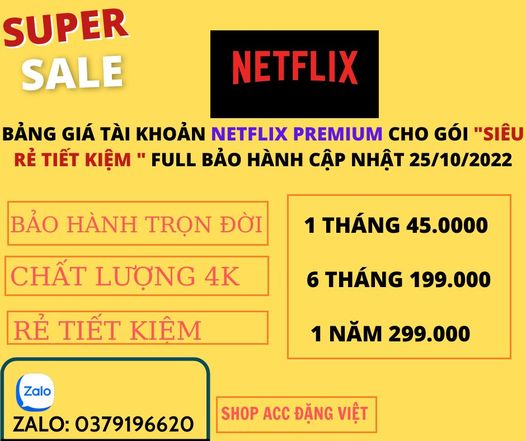 SUPER
SALE
NETFLIX
BẢNG GIÁ TÀI KHOẢN NETFLIX PREMIUM CHO GÓI "SIÊU
RẺ TIẾT KIỆM " FULL BẢO HÀNH CẬP NHẬT 25/10/2022
BẢO HÀNH TRỌN ĐỜI
CHẤT LƯỢNG 4K
RẺ TIẾT KIỆM
1 THÁNG 45.0000
6 THÁNG 199.000
1 NĂM 299.000
Zalo
ZALO: 0379196620
SHOP ACC ĐẶNG VIỆT